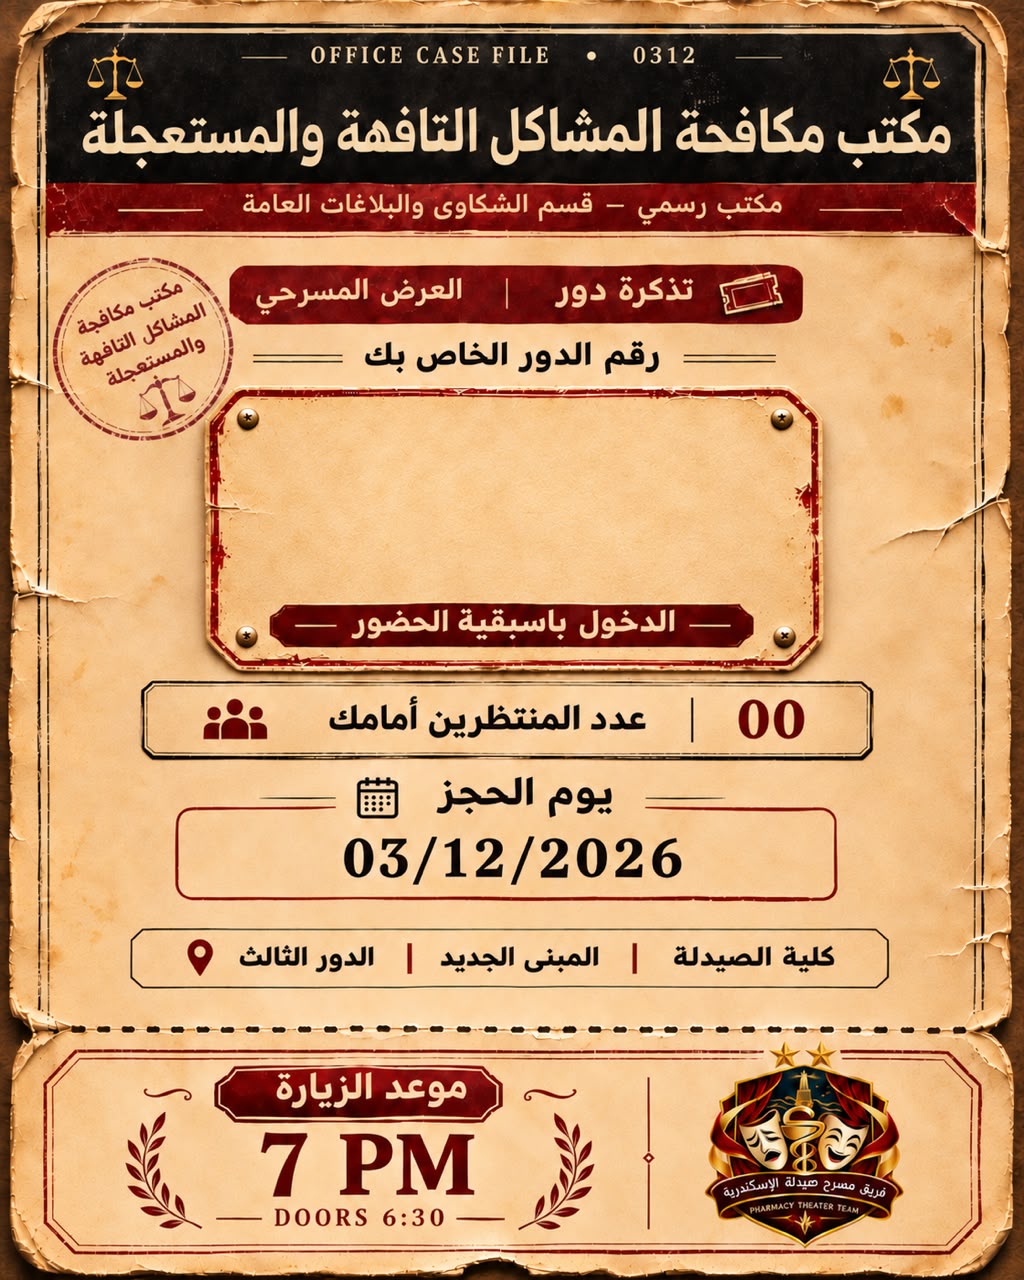 OFFICE CASE FILE • 0312
مكتب مكافحة المشاكل التافهة والمستعجلة
مكتب رسمي – قسم الشكاوى والبلاغات العامة
تذكرة دور | العرض المسرحي
مكتب مكافجة
المشاكل التافهة
والمستعجلة
رقم الدور الخاص بك
الدخول باسبقية الحضور
00 | عدد المنتظرين أمامك
يوم الحجز
03/12/2026
كلية الصيدلة | المبنى الجديد | الدور الثالث
موعد الزيارة
7 PM
DOORS 6:30
فريق مسرح صيدلة الإسكندرية
PHARMACY THEATER TEAM